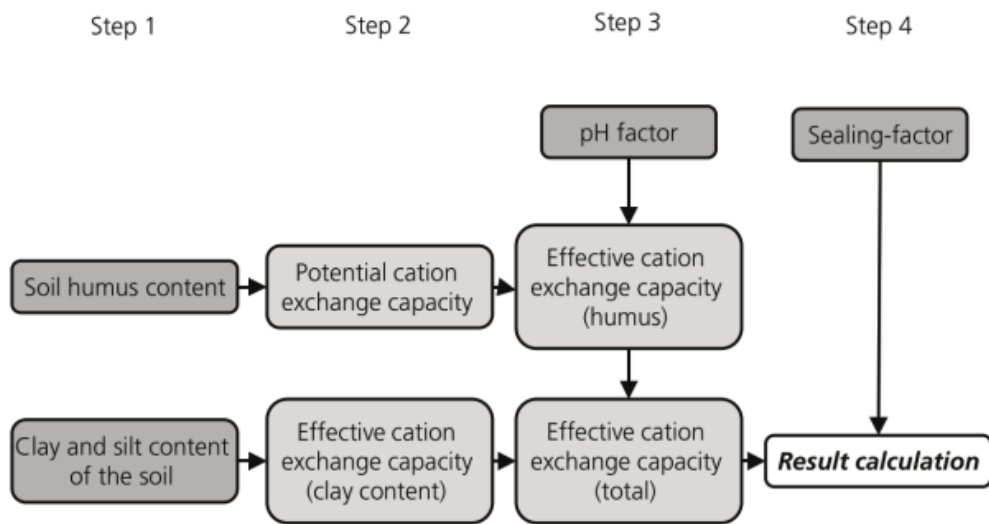 Step 1
Step 2
Step 3
Step 4
pH factor
Sealing-factor
Soil humus content
Potential cation
exchange capacity
Effective cation
exchange capacity
(humus)
Clay and silt content
of the soil
Effective cation
exchange capacity
(clay content)
Effective cation
exchange capacity
(total)
Result calculation